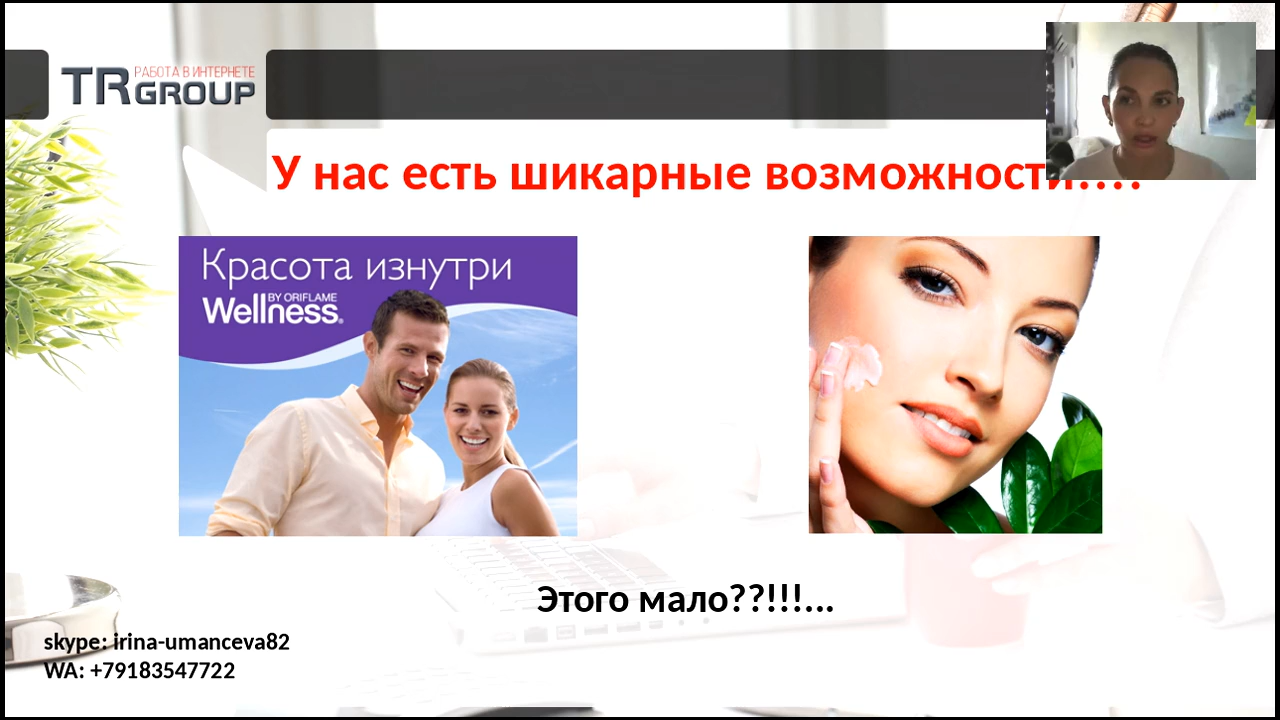 РАБОТА В ИНТЕРНЕТЕ
TR GROUP
У нас есть шикарные возможности!!!!
Красота изнутри
Wellness.
BY ORIFLAME
Этого мало??!!!...
skype: irina-umanceva82
WA: +79183547722